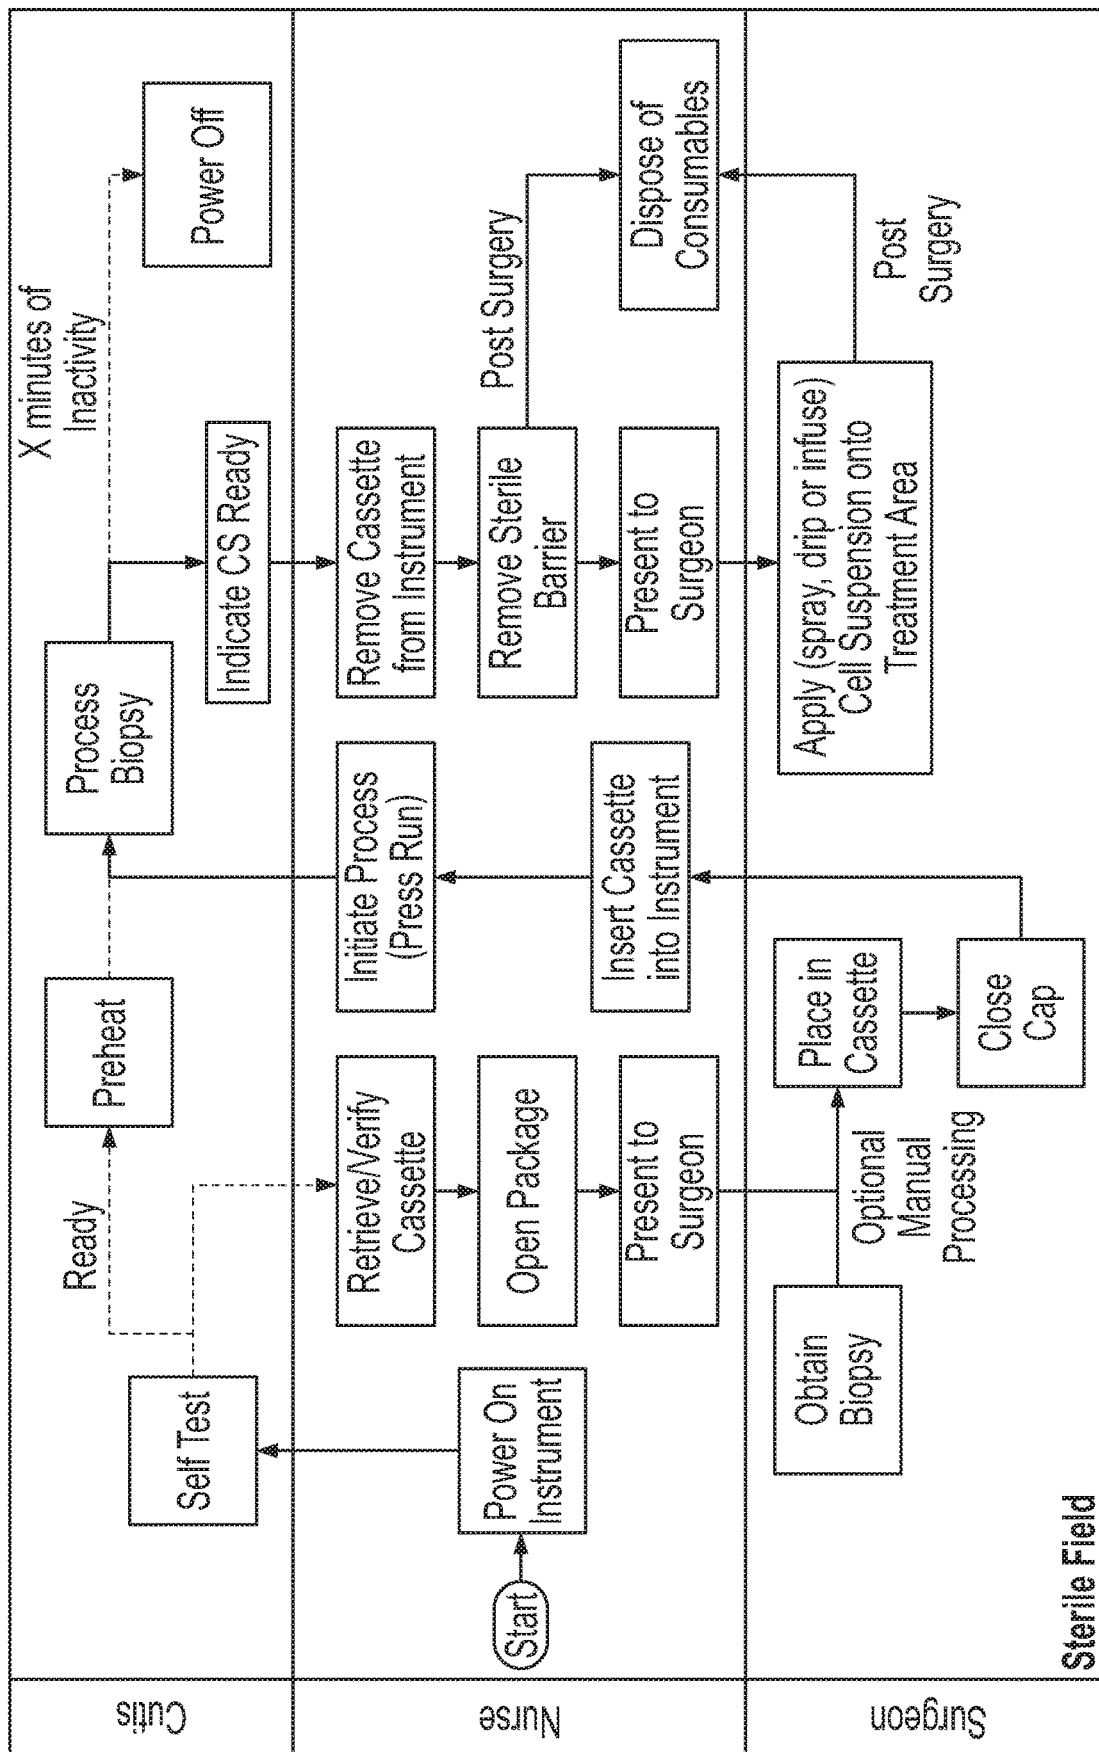 Cutis
Self Test
Ready
Preheat
Process
Biopsy
Indicate CS Ready
X minutes of
Inactivity
Power Off
Nurse
Start
Power On
Instrument
Retrieve/Verify
Cassette
Open Package
Present to
Surgeon
Initiate Process
(Press Run)
Insert Cassette
into Instrument
Remove Cassette
from Instrument
Remove Sterile
Barrier
Present to
Surgeon
Post Surgery
Dispose of
Consumables
Surgeon
Obtain
Biopsy
Optional
Manual
Processing
Place in
Cassette
Close
Cap
Apply (spray, drip or infuse)
Cell Suspension onto
Treatment Area
Post
Surgery
Sterile Field